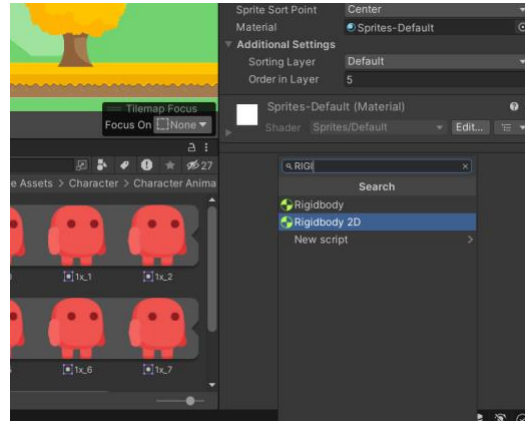 Sprite Sort Point Center
Material Sprites-Default
Additional Settings
Sorting Layer Default
Order in Layer 5
Tilemap Focus
Focus On None
Sprites-Default (Material)
Shader Sprites/Default Edit...
27
e Assets > Character > Character Anima
RIGI
Search
Rigidbody
Rigidbody 2D
New script
1x_1
1x_2
1x_6
1x_7